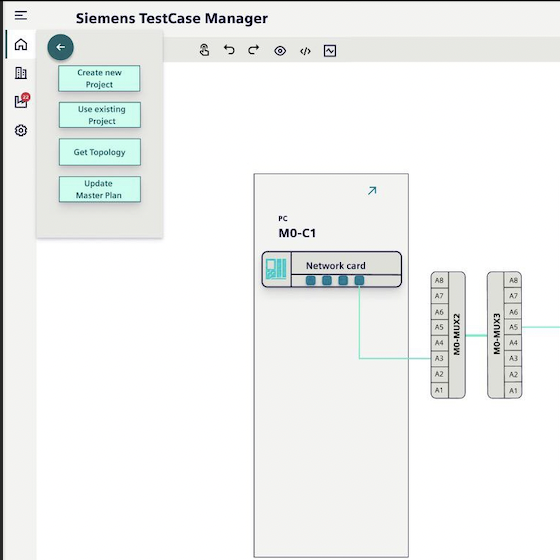 Siemens TestCase Manager
Create new
Project
Use existing
Project
Get Topology
Update
Master Plan
PC
M0-C1
Network card
A8
A7
A6
A5
A4
A3
A2
A1
M0-MUX2
M0-MUX3
A8
A7
A6
A5
A4
A3
A2
A1